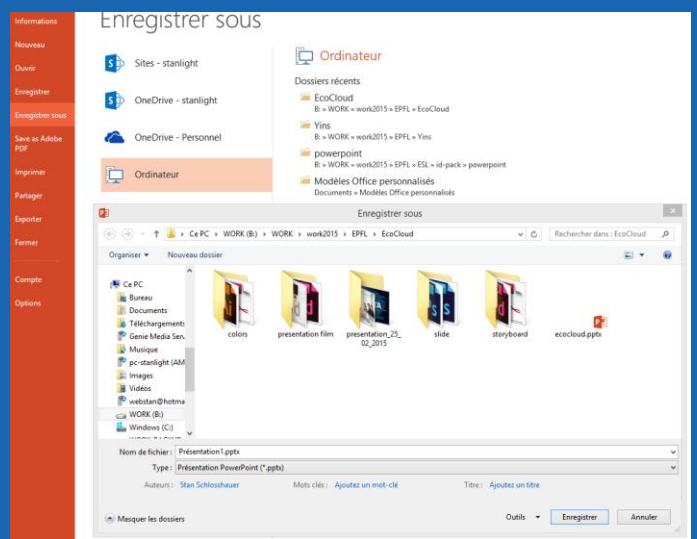 Enregistrer sous
Informations
Nouveau
Ouvrir
Enregistrer
Enregistrer sous
Save as Adobe
PDF
Imprimer
Partager
Exporter
Fermer
Compte
Options
Sites - stanlight
OneDrive - stanlight
OneDrive - Personnel
Ordinateur
Ordinateur
Dossiers récents
EcoCloud
B: » WORK » work2015 » EPFL » EcoCloud
Yins
B: » WORK » work2015 » EPFL » Yins
powerpoint
B: » WORK » work2015 » EPFL » ESL » id-pack » powerpoint
Modèles Office personnalisés
Documents » Modèles Office personnalisés
Enregistrer sous
Ce PC WORK (B:) WORK work2015 EPFL EcoCloud
Rechercher dans : EcoCloud
Organiser
Nouveau dossier
Ce PC
Bureau
Documents
Téléchargements
Genie Media Serv
Musique
pc-stanlight (AM
Images
Vidéos
webstan@hotma
WORK (B:)
Windows (C:)
colors
presentation film
presentation_25_
02_2015
slide
storyboard
ecocloud.pptx
Nom de fichier : Présentation1.pptx
Type : Présentation PowerPoint (*.pptx)
Auteurs : Stan Schlosshauer
Mots clés : Ajoutez un mot-clé
Titre : Ajoutez un titre
Masquer les dossiers
Outils
Enregistrer
Annuler